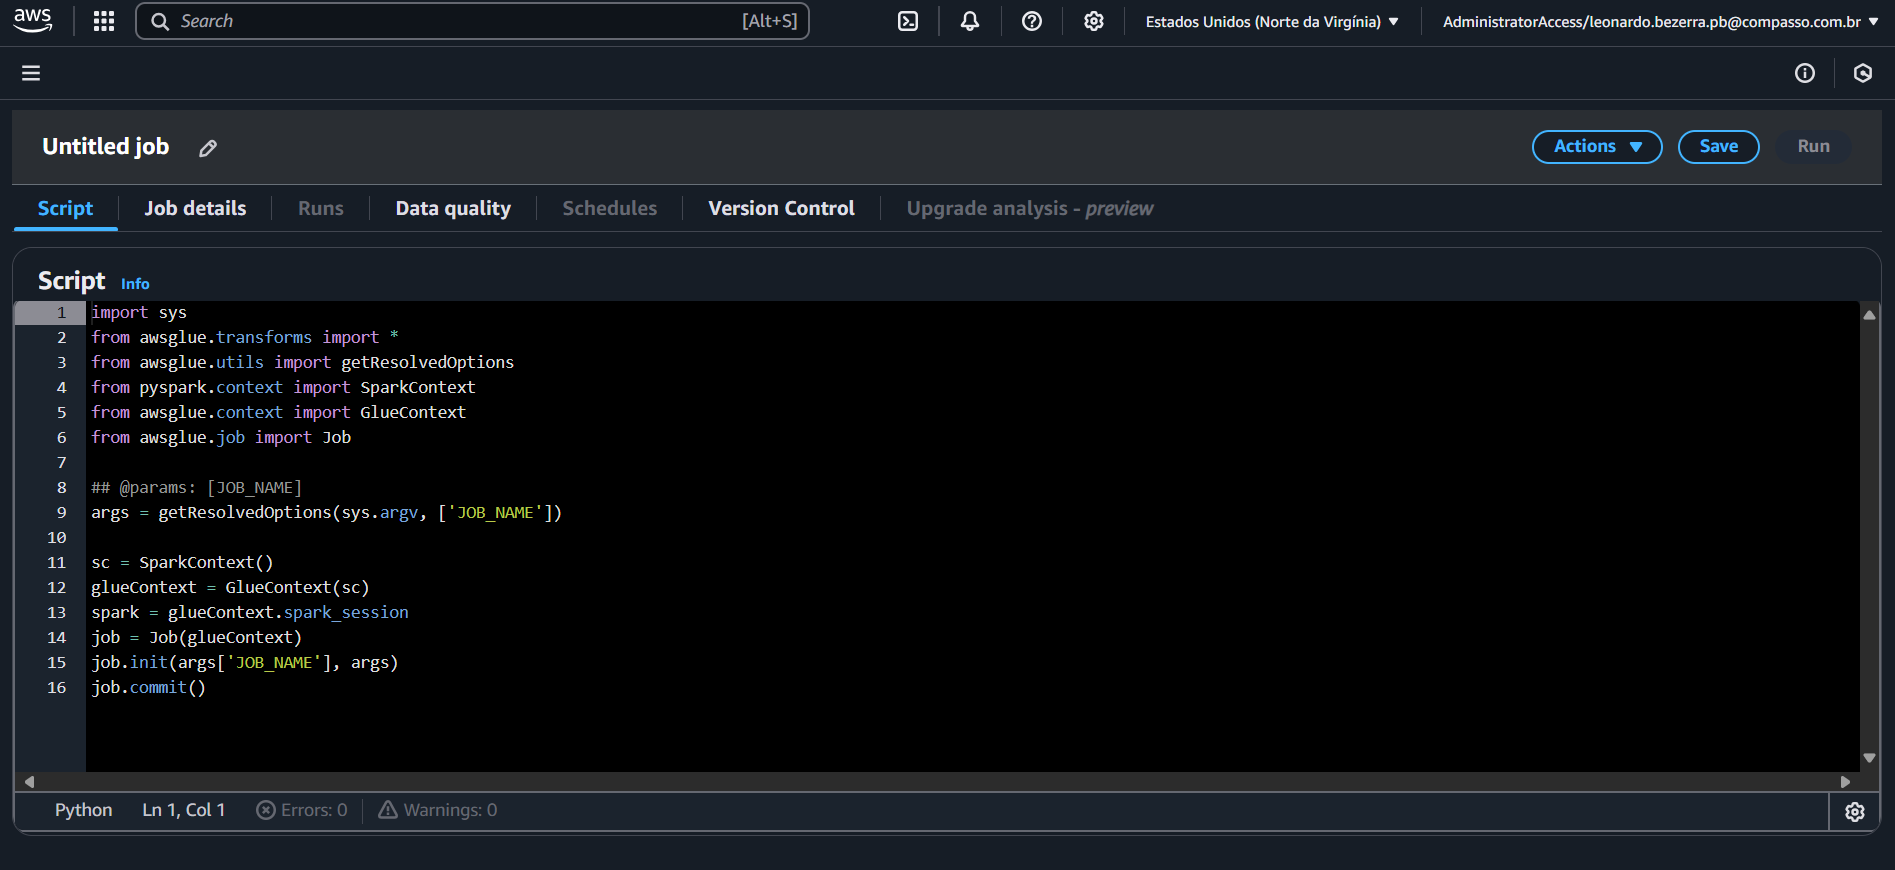 aws Search [Alt+S] Estados Unidos (Norte da Virgínia) AdministratorAccess/leonardo.bezerra.pb@compasso.com.br
Untitled job Actions Save Run
Script Job details Runs Data quality Schedules Version Control Upgrade analysis - preview
Script Info
1 import sys
2 from awsglue.transforms import *
3 from awsglue.utils import getResolvedOptions
4 from pyspark.context import SparkContext
5 from awsglue.context import GlueContext
6 from awsglue.job import Job
7
8 ## @params: [JOB_NAME]
9 args = getResolvedOptions(sys.argv, ['JOB_NAME'])
10
11 sc = SparkContext()
12 glueContext = GlueContext(sc)
13 spark = glueContext.spark_session
14 job = Job(glueContext)
15 job.init(args['JOB_NAME'], args)
16 job.commit()
Python Ln 1, Col 1 Errors: 0 Warnings: 0